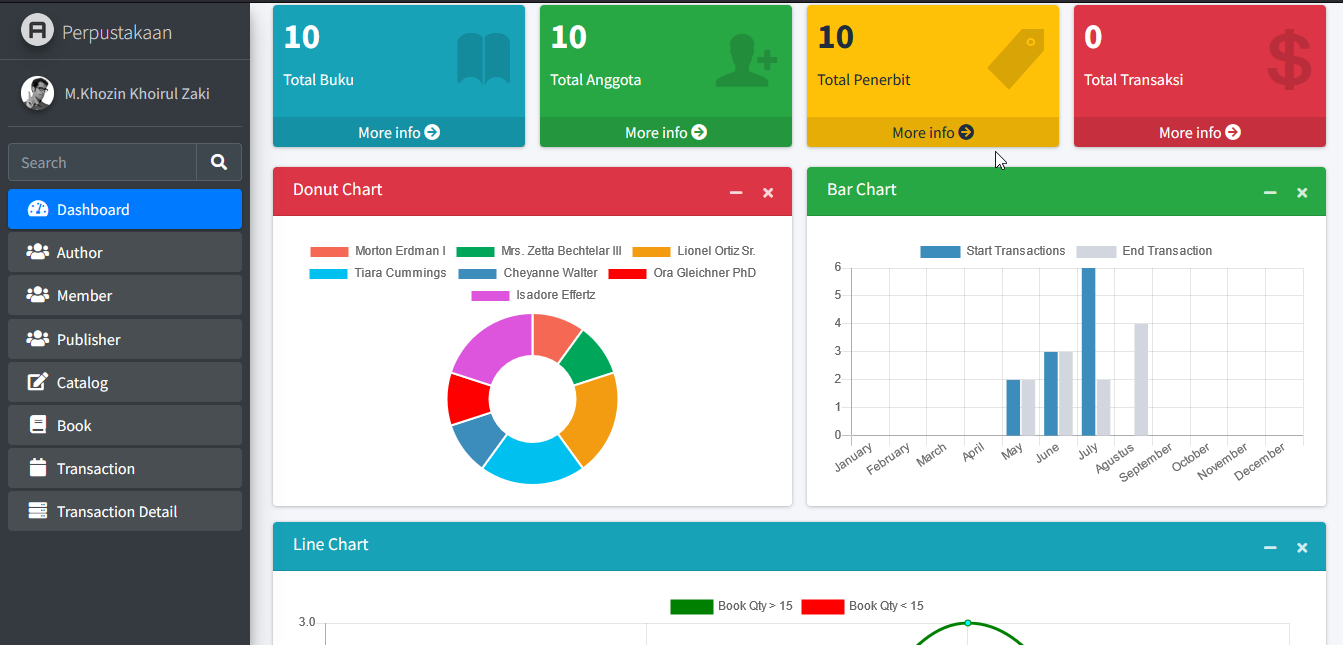 Perpustakaan
M.Khozin Khoirul Zaki
Search
Dashboard
Author
Member
Publisher
Catalog
Book
Transaction
Transaction Detail
10
Total Buku
More info
10
Total Anggota
More info
10
Total Penerbit
More info
0
Total Transaksi
More info
Donut Chart
Morton Erdman I Mrs. Zetta Bechtelar III Lionel Ortiz Sr.
Tiara Cummings Cheyanne Walter Ora Gleichner PhD
Isadore Effertz
Bar Chart
Start Transactions End Transaction
6
5
4
3
2
1
0
January February March April May June July Agustus September October November December
Line Chart
Book Qty > 15 Book Qty < 15
3.0